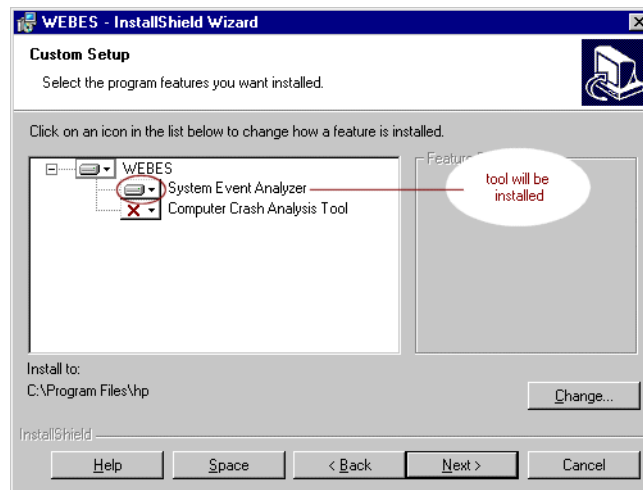 WEBES - InstallShield Wizard
Custom Setup
Select the program features you want installed.
Click on an icon in the list below to change how a feature is installed.
WEBES
System Event Analyzer
Computer Crash Analysis Tool
Feature
tool will be
installed
Install to:
C:\Program Files\hp
Change...
InstallShield
Help
Space
< Back
Next >
Cancel